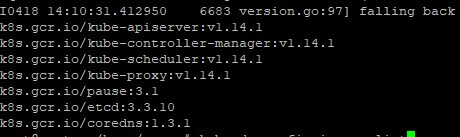 I0418 14:10:31.412950    6683 version.go:97] falling back
k8s.gcr.io/kube-apiserver:v1.14.1
k8s.gcr.io/kube-controller-manager:v1.14.1
k8s.gcr.io/kube-scheduler:v1.14.1
k8s.gcr.io/kube-proxy:v1.14.1
k8s.gcr.io/pause:3.1
k8s.gcr.io/etcd:3.3.10
k8s.gcr.io/coredns:1.3.1